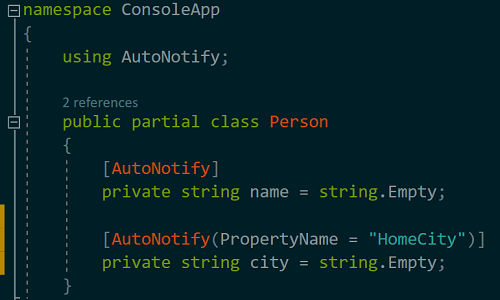 namespace ConsoleApp
{
using AutoNotify;
2 references
public partial class Person
{
[AutoNotify]
private string name = string.Empty;
[AutoNotify(PropertyName = "HomeCity")]
private string city = string.Empty;
}